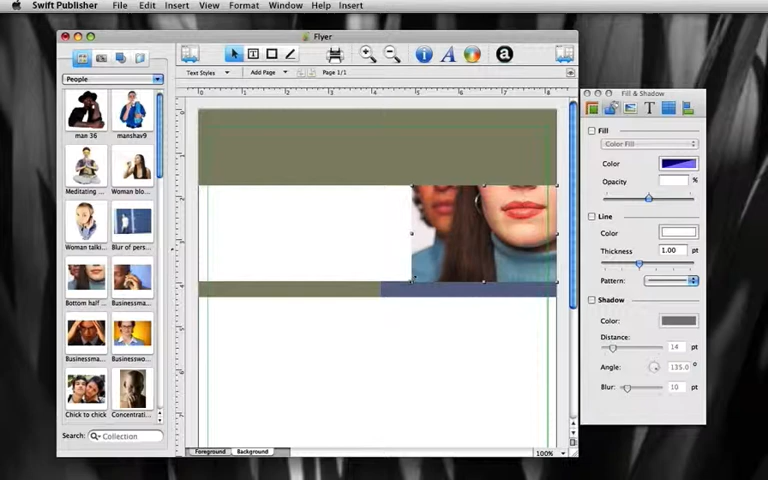 Swift Publisher File Edit Insert View Format Window Help Insert
Flyer
Text Styles Add Page Page 1/1
People
man 36 manshav9
Meditating Woman blo..
Woman talki.. Blur of pers..
Bottom half .. Businessma..
Businessma.. Businesswo..
Chick to chick Concentrati..
Search: Collection
Foreground Background 100%
Fill & Shadow
Fill
Color Fill
Color
Opacity %
Line
Color
Thickness 1.00 pt
Pattern:
Shadow
Color:
Distance:
14 pt
Angle: 135.0 °
Blur: 10 pt